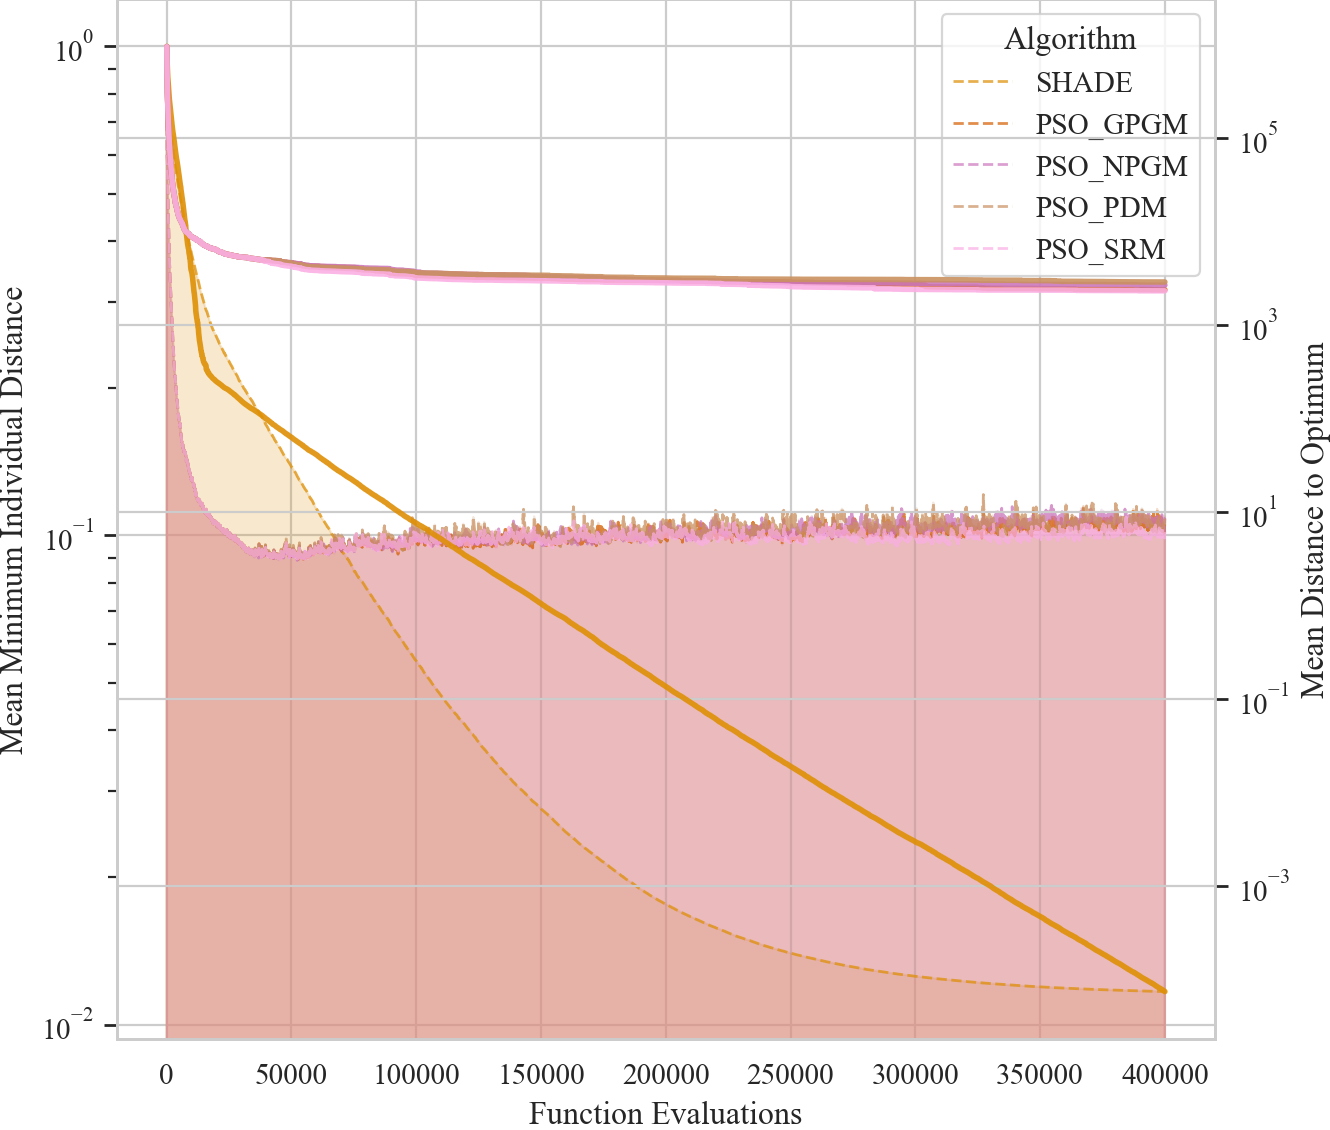 Algorithm
SHADE
PSO_GPGM
PSO_NPGM
PSO_PDM
PSO_SRM
10^0
10^−1
10^−2
Mean Minimum Individual Distance
10^5
10^3
10^1
10^−1
10^−3
Mean Distance to Optimum
0 50000 100000 150000 200000 250000 300000 350000 400000
Function Evaluations